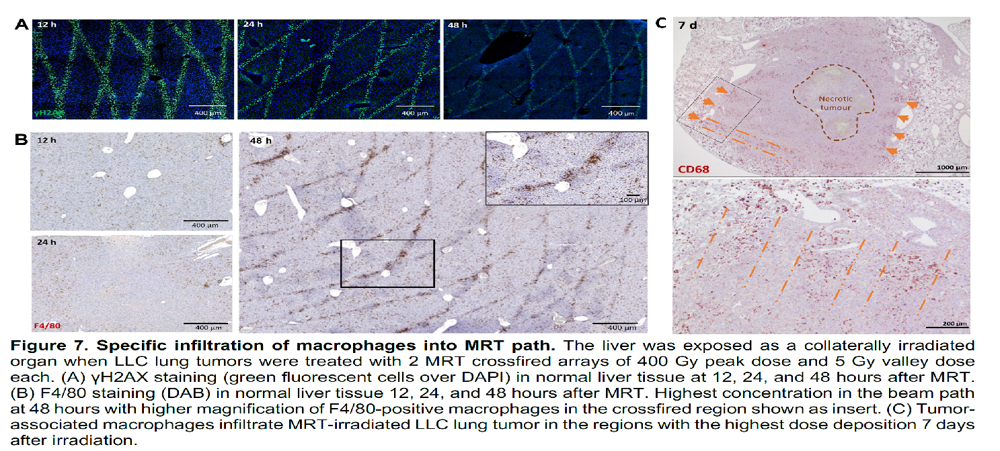 A
12 h
24 h
48 h
γH2AX
400 μm
400 μm
400 μm
B
12 h
400 μm
24 h
F4/80
400 μm
48 h
100 μm
400 μm
C
7 d
Necrotic
tumour
CD68
1000 μm
200 μm
Figure 7. Specific infiltration of macrophages into MRT path. The liver was exposed as a collaterally irradiated
organ when LLC lung tumors were treated with 2 MRT crossfired arrays of 400 Gy peak dose and 5 Gy valley dose
each. (A) γH2AX staining (green fluorescent cells over DAPI) in normal liver tissue at 12, 24, and 48 hours after MRT.
(B) F4/80 staining (DAB) in normal liver tissue 12, 24, and 48 hours after MRT. Highest concentration in the beam path
at 48 hours with higher magnification of F4/80-positive macrophages in the crossfired region shown as insert. (C) Tumor-
associated macrophages infiltrate MRT-irradiated LLC lung tumor in the regions with the highest dose deposition 7 days
after irradiation.